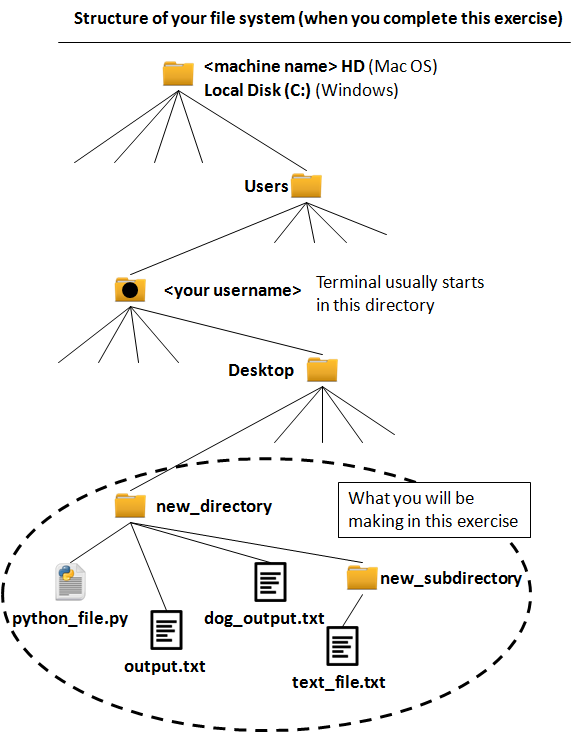 Structure of your file system (when you complete this exercise)
<machine name> HD (Mac OS)
Local Disk (C:) (Windows)
Users
<your username>
Terminal usually starts
in this directory
Desktop
new_directory
What you will be
making in this exercise
new_subdirectory
python_file.py
dog_output.txt
output.txt
text_file.txt